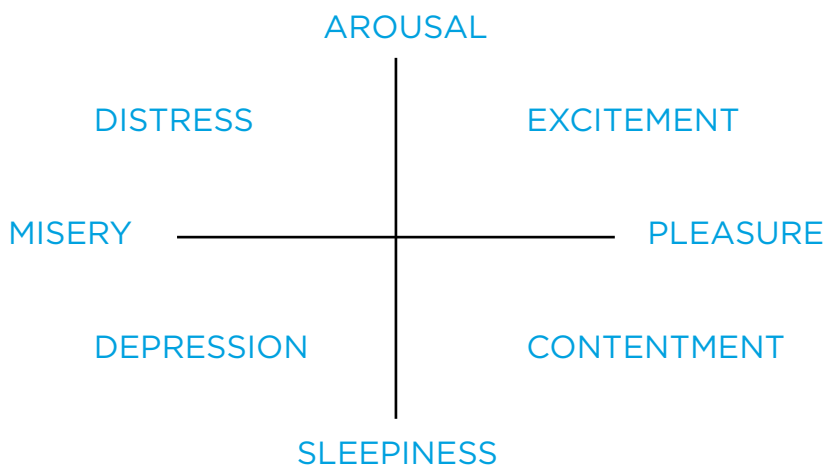 AROUSAL
DISTRESS EXCITEMENT
MISERY PLEASURE
DEPRESSION CONTENTMENT
SLEEPINESS